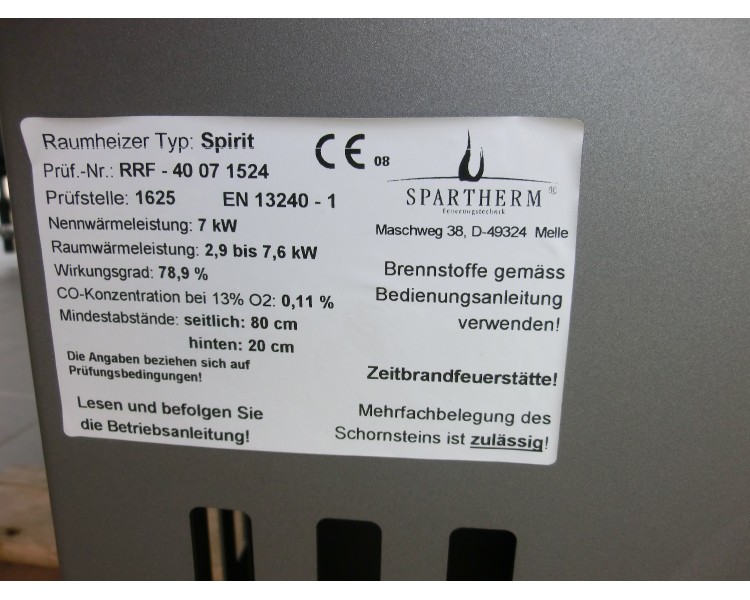 Raumheizer Typ: Spirit
CE 08
Prüf.-Nr.: RRF - 40 07 1524
Prüfstelle: 1625 EN 13240 - 1
Nennwärmeleistung: 7 kW
Raumwärmeleistung: 2,9 bis 7,6 kW
Wirkungsgrad: 78,9 %
CO-Konzentration bei 13% O2: 0,11 %
Mindestabstände: seitlich: 80 cm
hinten: 20 cm
Die Angaben beziehen sich auf
Prüfungsbedingungen!
Lesen und befolgen Sie
die Betriebsanleitung!
SPARTHERM ®
Feuerungstechnik
Maschweg 38, D-49324 Melle
Brennstoffe gemäss
Bedienungsanleitung
verwenden!
Zeitbrandfeuerstätte!
Mehrfachbelegung des
Schornsteins ist zulässig!